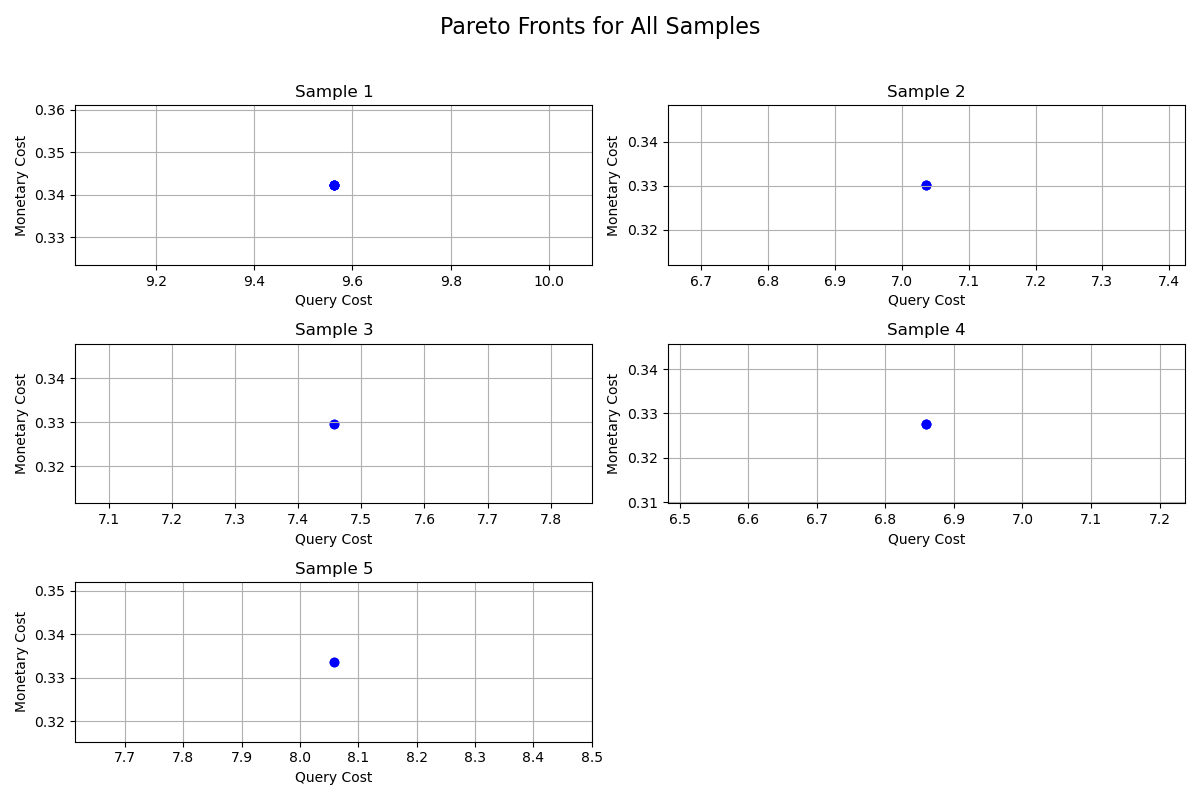 Pareto Fronts for All Samples
Sample 1
Monetary Cost
0.36
0.35
0.34
0.33
9.2 9.4 9.6 9.8 10.0
Query Cost
Sample 2
Monetary Cost
0.34
0.33
0.32
6.7 6.8 6.9 7.0 7.1 7.2 7.3 7.4
Query Cost
Sample 3
Monetary Cost
0.34
0.33
0.32
7.1 7.2 7.3 7.4 7.5 7.6 7.7 7.8
Query Cost
Sample 4
Monetary Cost
0.34
0.33
0.32
0.31
6.5 6.6 6.7 6.8 6.9 7.0 7.1 7.2
Query Cost
Sample 5
Monetary Cost
0.35
0.34
0.33
0.32
7.7 7.8 7.9 8.0 8.1 8.2 8.3 8.4 8.5
Query Cost